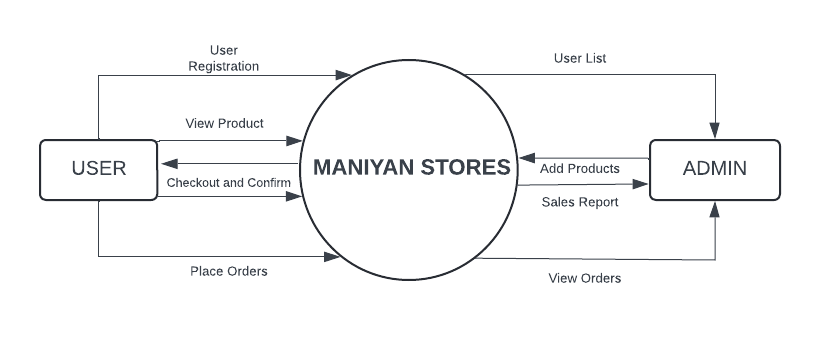 User
Registration
User List
View Product
USER
MANIYAN STORES
Add Products
ADMIN
Checkout and Confirm
Sales Report
Place Orders
View Orders